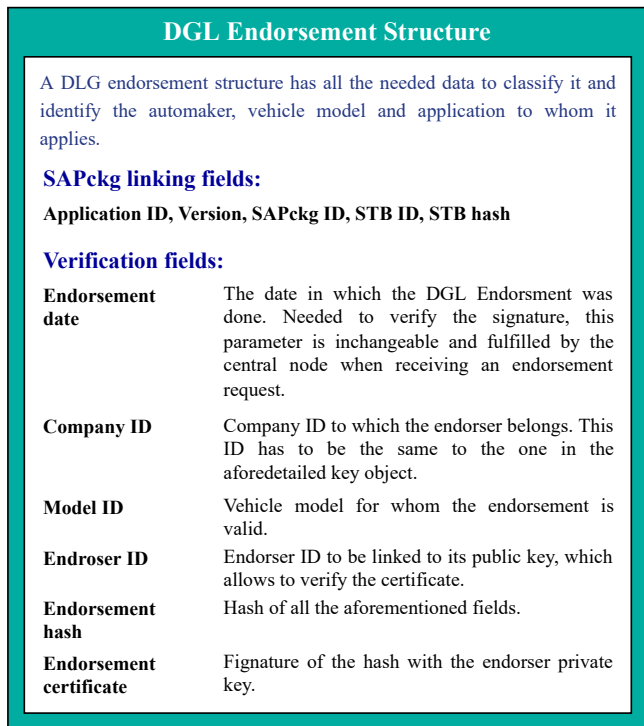 DGL Endorsement Structure
A DLG endorsement structure has all the needed data to classify it and
identify the automaker, vehicle model and application to whom it
applies.
SAPckg linking fields:
Application ID, Version, SAPckg ID, STB ID, STB hash
Verification fields:
Endorsement
date
The date in which the DGL Endorsment was
done. Needed to verify the signature, this
parameter is inchangeable and fulfilled by the
central node when receiving an endorsement
request.
Company ID
Company ID to which the endorser belongs. This
ID has to be the same to the one in the
aforedetailed key object.
Model ID
Vehicle model for whom the endorsement is
valid.
Endroser ID
Endorser ID to be linked to its public key, which
allows to verify the certificate.
Endorsement
hash
Hash of all the aforementioned fields.
Endorsement
certificate
Fignature of the hash with the endorser private
key.